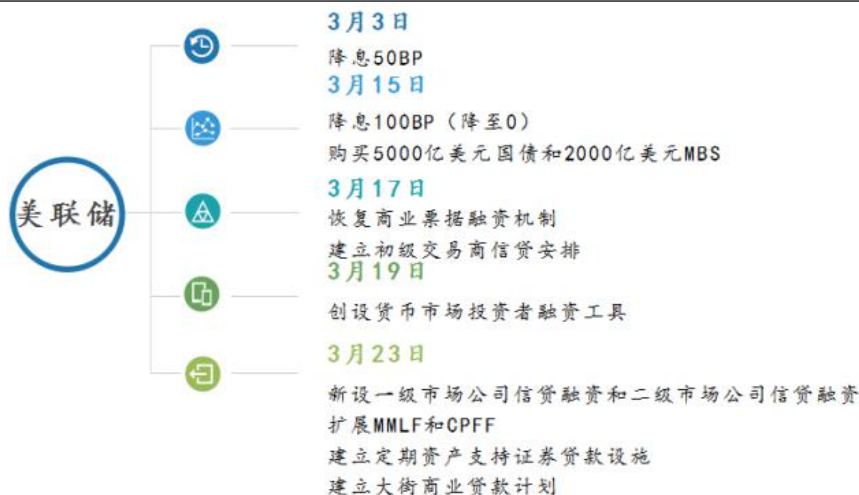 美联储
3月3日
降息50BP
3月15日
降息100BP（降至0）
购买5000亿美元国债和2000亿美元MBS
3月17日
恢复商业票据融资机制
建立初级交易商信贷安排
3月19日
创设货币市场投资者融资工具
3月23日
新设一级市场公司信贷融资和二级市场公司信贷融资
扩展MMLF和CPFF
建立定期资产支持证券贷款设施
建立大街商业贷款计划